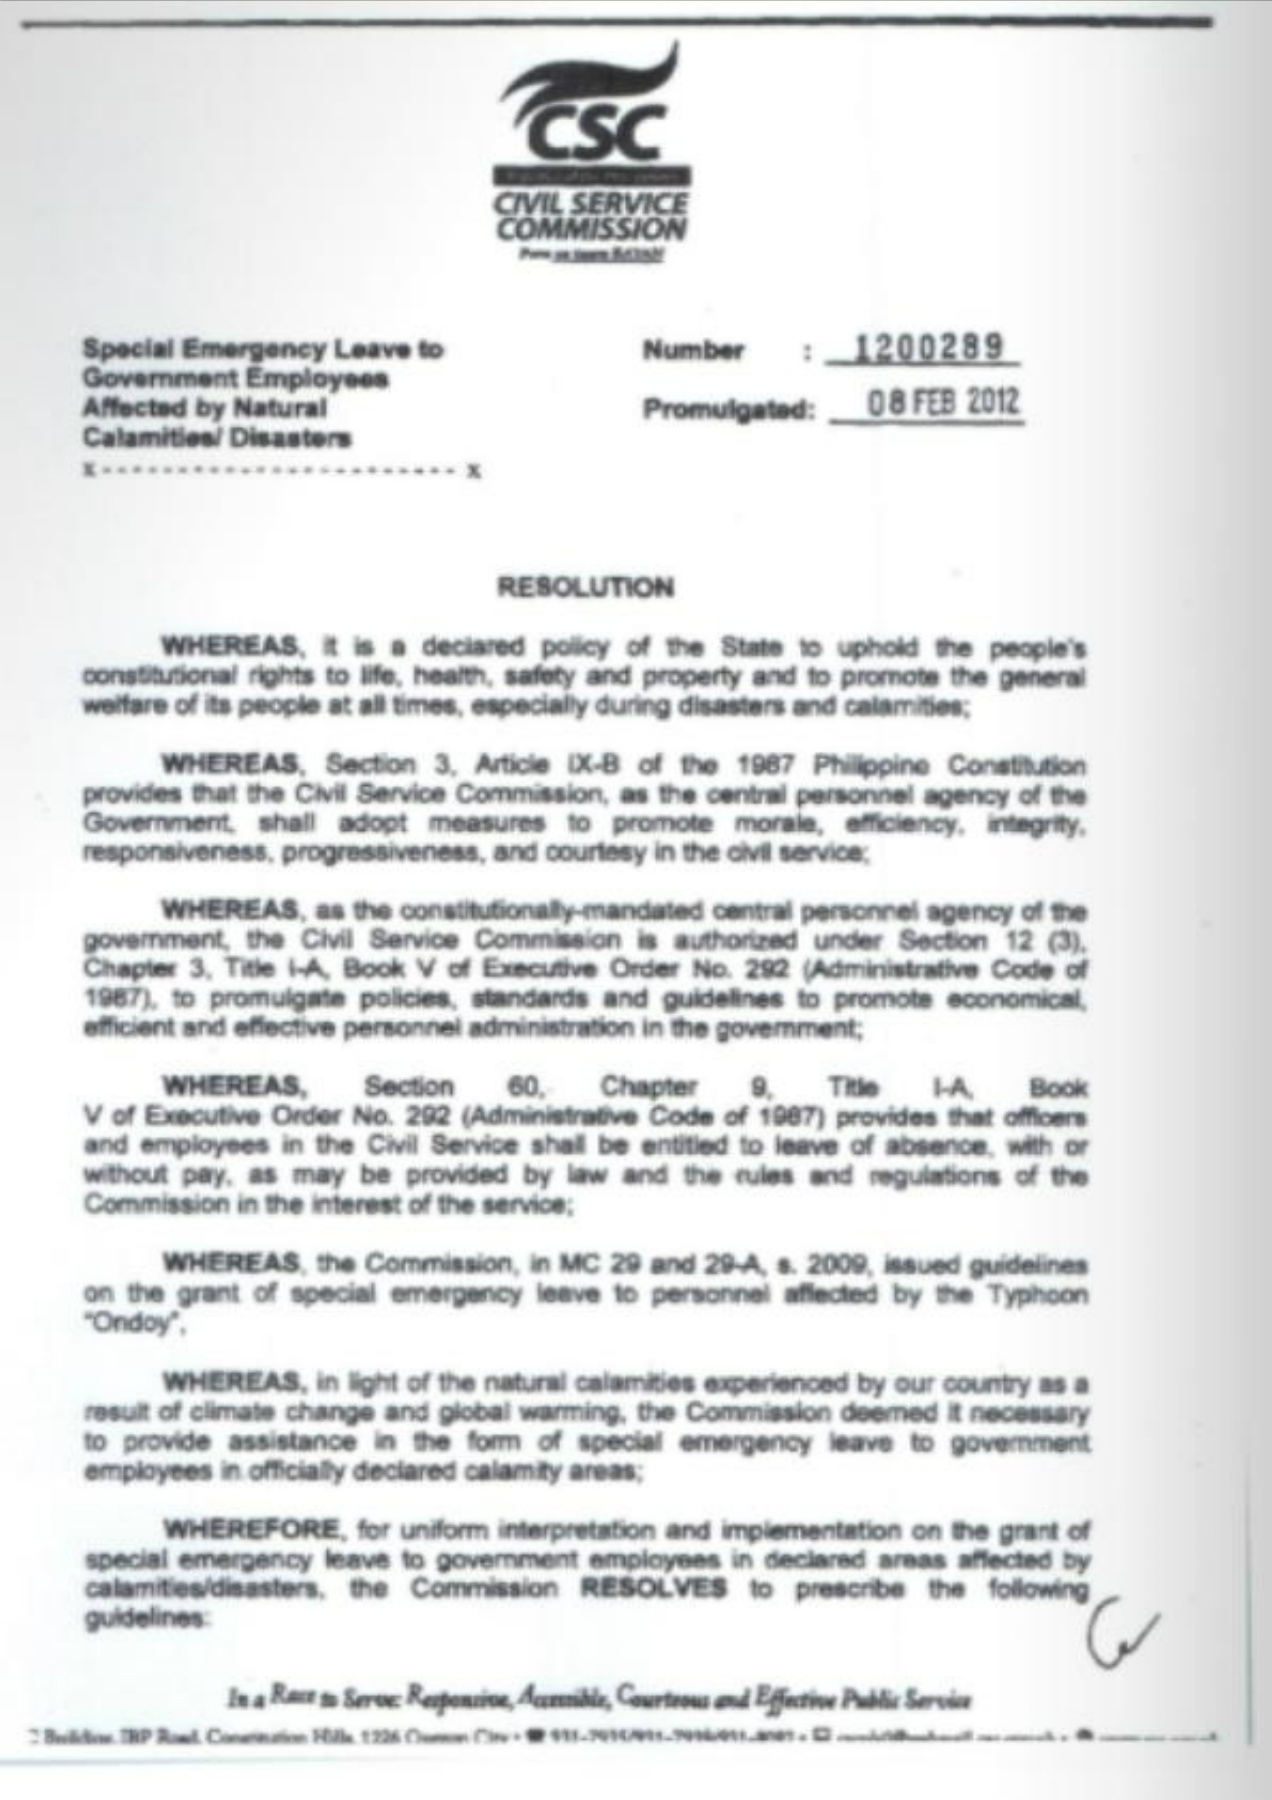 CSC
CIVIL SERVICE
COMMISSION
Special Emergency Leave to
Government Employees
Affected by Natural
Calamities/ Disasters
x - - - - - - - - - - - - - - - - - - - - - - - - x
Number : 1200289
Promulgated: 08 FEB 2012
RESOLUTION
WHEREAS, it is a declared policy of the State to uphold the people's
constitutional rights to life, health, safety and property and to promote the general
welfare of its people at all times, especially during disasters and calamities;
WHEREAS, Section 3, Article IX-B of the 1987 Philippine Constitution
provides that the Civil Service Commission, as the central personnel agency of the
Government, shall adopt measures to promote morale, efficiency, integrity,
responsiveness, progressiveness, and courtesy in the civil service;
WHEREAS, as the constitutionally-mandated central personnel agency of the
government, the Civil Service Commission is authorized under Section 12 (3),
Chapter 3, Title I-A, Book V of Executive Order No. 292 (Administrative Code of
1987), to promulgate policies, standards and guidelines to promote economical,
efficient and effective personnel administration in the government;
WHEREAS, Section 60, Chapter 9, Title I-A, Book
V of Executive Order No. 292 (Administrative Code of 1987) provides that officers
and employees in the Civil Service shall be entitled to leave of absence, with or
without pay, as may be provided by law and the rules and regulations of the
Commission in the interest of the service;
WHEREAS, the Commission, in MC 29 and 29-A, s. 2009, issued guidelines
on the grant of special emergency leave to personnel affected by the Typhoon
"Ondoy",
WHEREAS, in light of the natural calamities experienced by our country as a
result of climate change and global warming, the Commission deemed it necessary
to provide assistance in the form of special emergency leave to government
employees in officially declared calamity areas;
WHEREFORE, for uniform interpretation and implementation on the grant of
special emergency leave to government employees in declared areas affected by
calamities/disasters, the Commission RESOLVES to prescribe the following
guidelines:
In a Race to Serve: Responsive, Accessible, Courteous and Effective Public Service
C Building, IBP Road, Constitution Hills, 1226 Quezon City • ☎ 931-7935/931-7939/931-8092 •